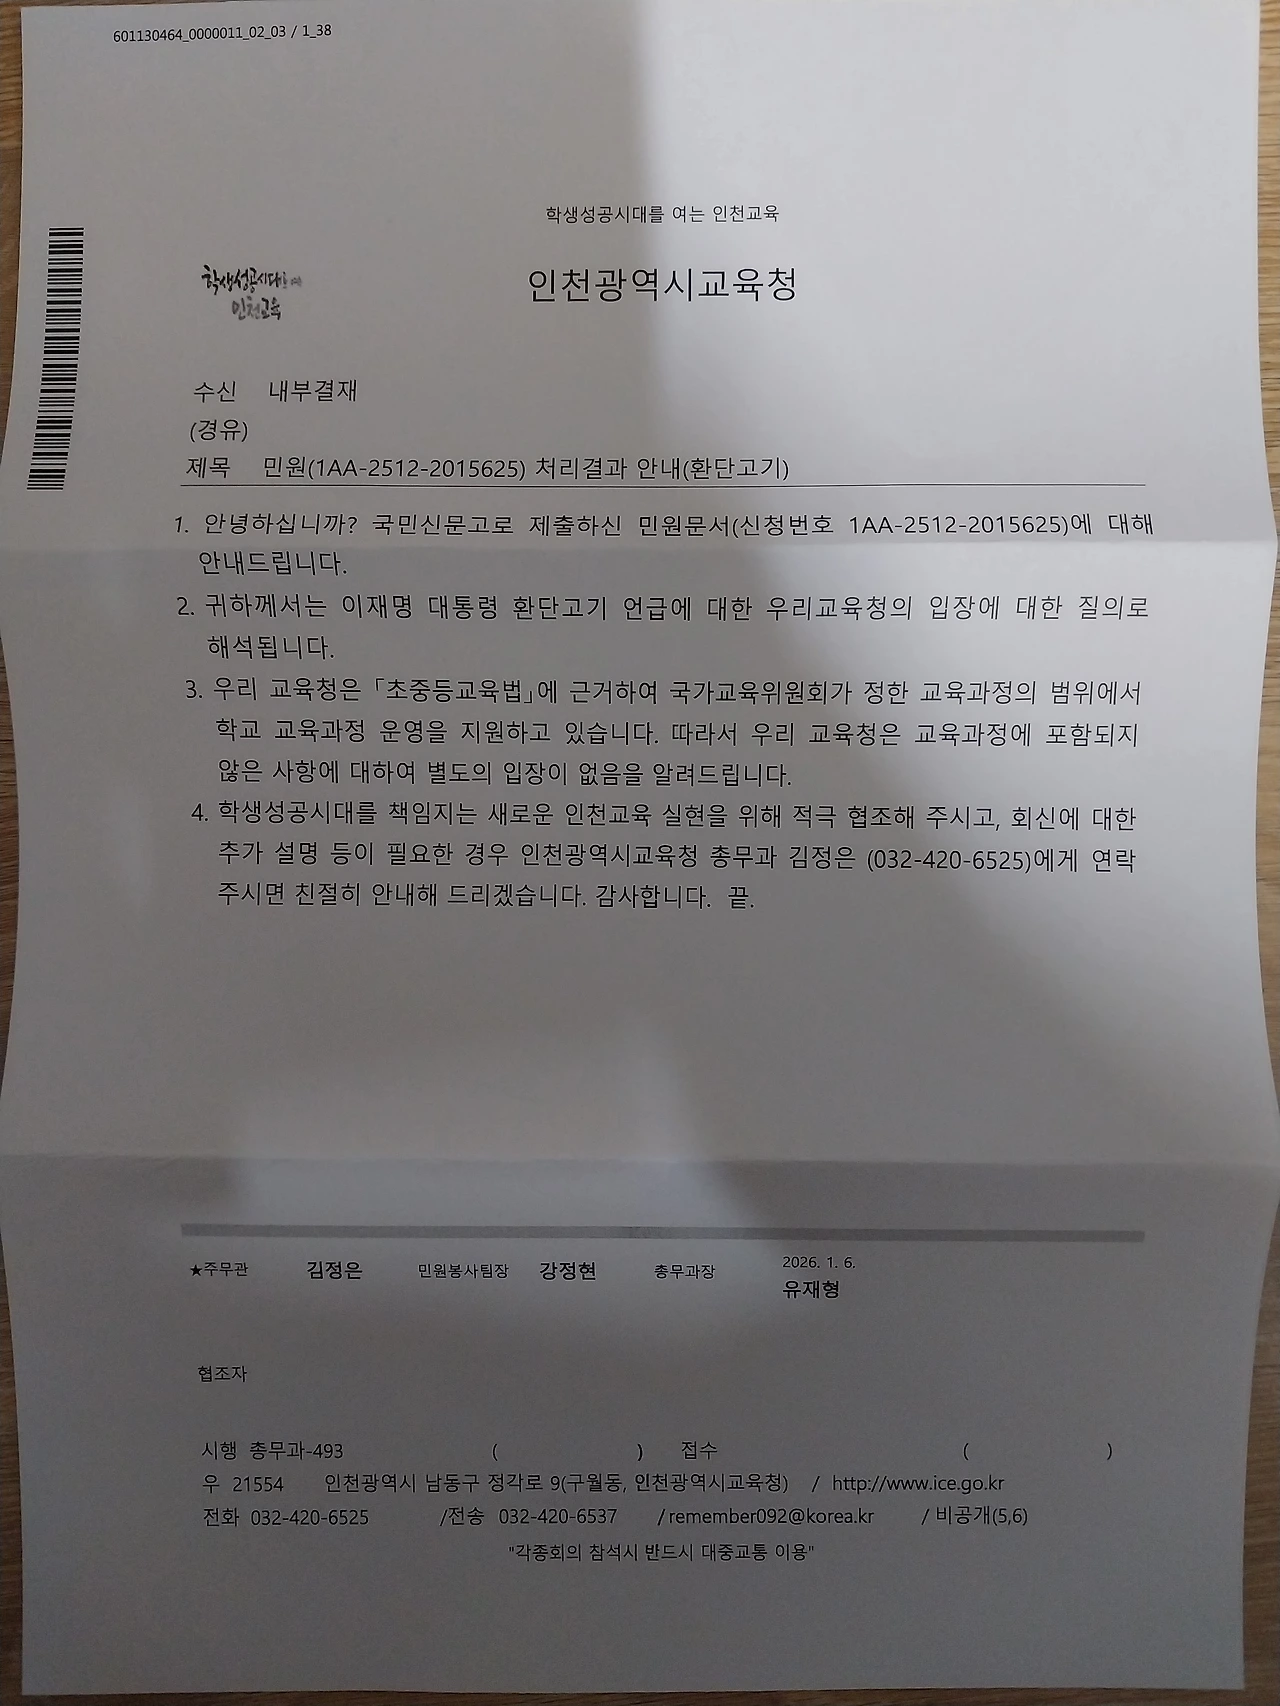 601130464_0000011_02_03 / 1_38
학생성공시대를 여는 인천교육
학생성공시대를 여는
인천교육
인천광역시교육청
수신 내부결재
(경유)
제목 민원(1AA-2512-2015625) 처리결과 안내(환단고기)
1. 안녕하십니까? 국민신문고로 제출하신 민원문서(신청번호 1AA-2512-2015625)에 대해
안내드립니다.
2. 귀하께서는 이재명 대통령 환단고기 언급에 대한 우리교육청의 입장에 대한 질의로
해석됩니다.
3. 우리 교육청은 「초중등교육법」에 근거하여 국가교육위원회가 정한 교육과정의 범위에서
학교 교육과정 운영을 지원하고 있습니다. 따라서 우리 교육청은 교육과정에 포함되지
않은 사항에 대하여 별도의 입장이 없음을 알려드립니다.
4. 학생성공시대를 책임지는 새로운 인천교육 실현을 위해 적극 협조해 주시고, 회신에 대한
추가 설명 등이 필요한 경우 인천광역시교육청 총무과 김정은 (032-420-6525)에게 연락
주시면 친절히 안내해 드리겠습니다. 감사합니다. 끝.
2026. 1. 6.
★주무관 김정은 민원봉사팀장 강정현 총무과장 유재형
협조자
시행 총무과-493 ( ) 접수 ( )
우 21554 인천광역시 남동구 정각로 9(구월동, 인천광역시교육청) / http://www.ice.go.kr
전화 032-420-6525 /전송 032-420-6537 /remember092@korea.kr / 비공개(5,6)
"각종회의 참석시 반드시 대중교통 이용"